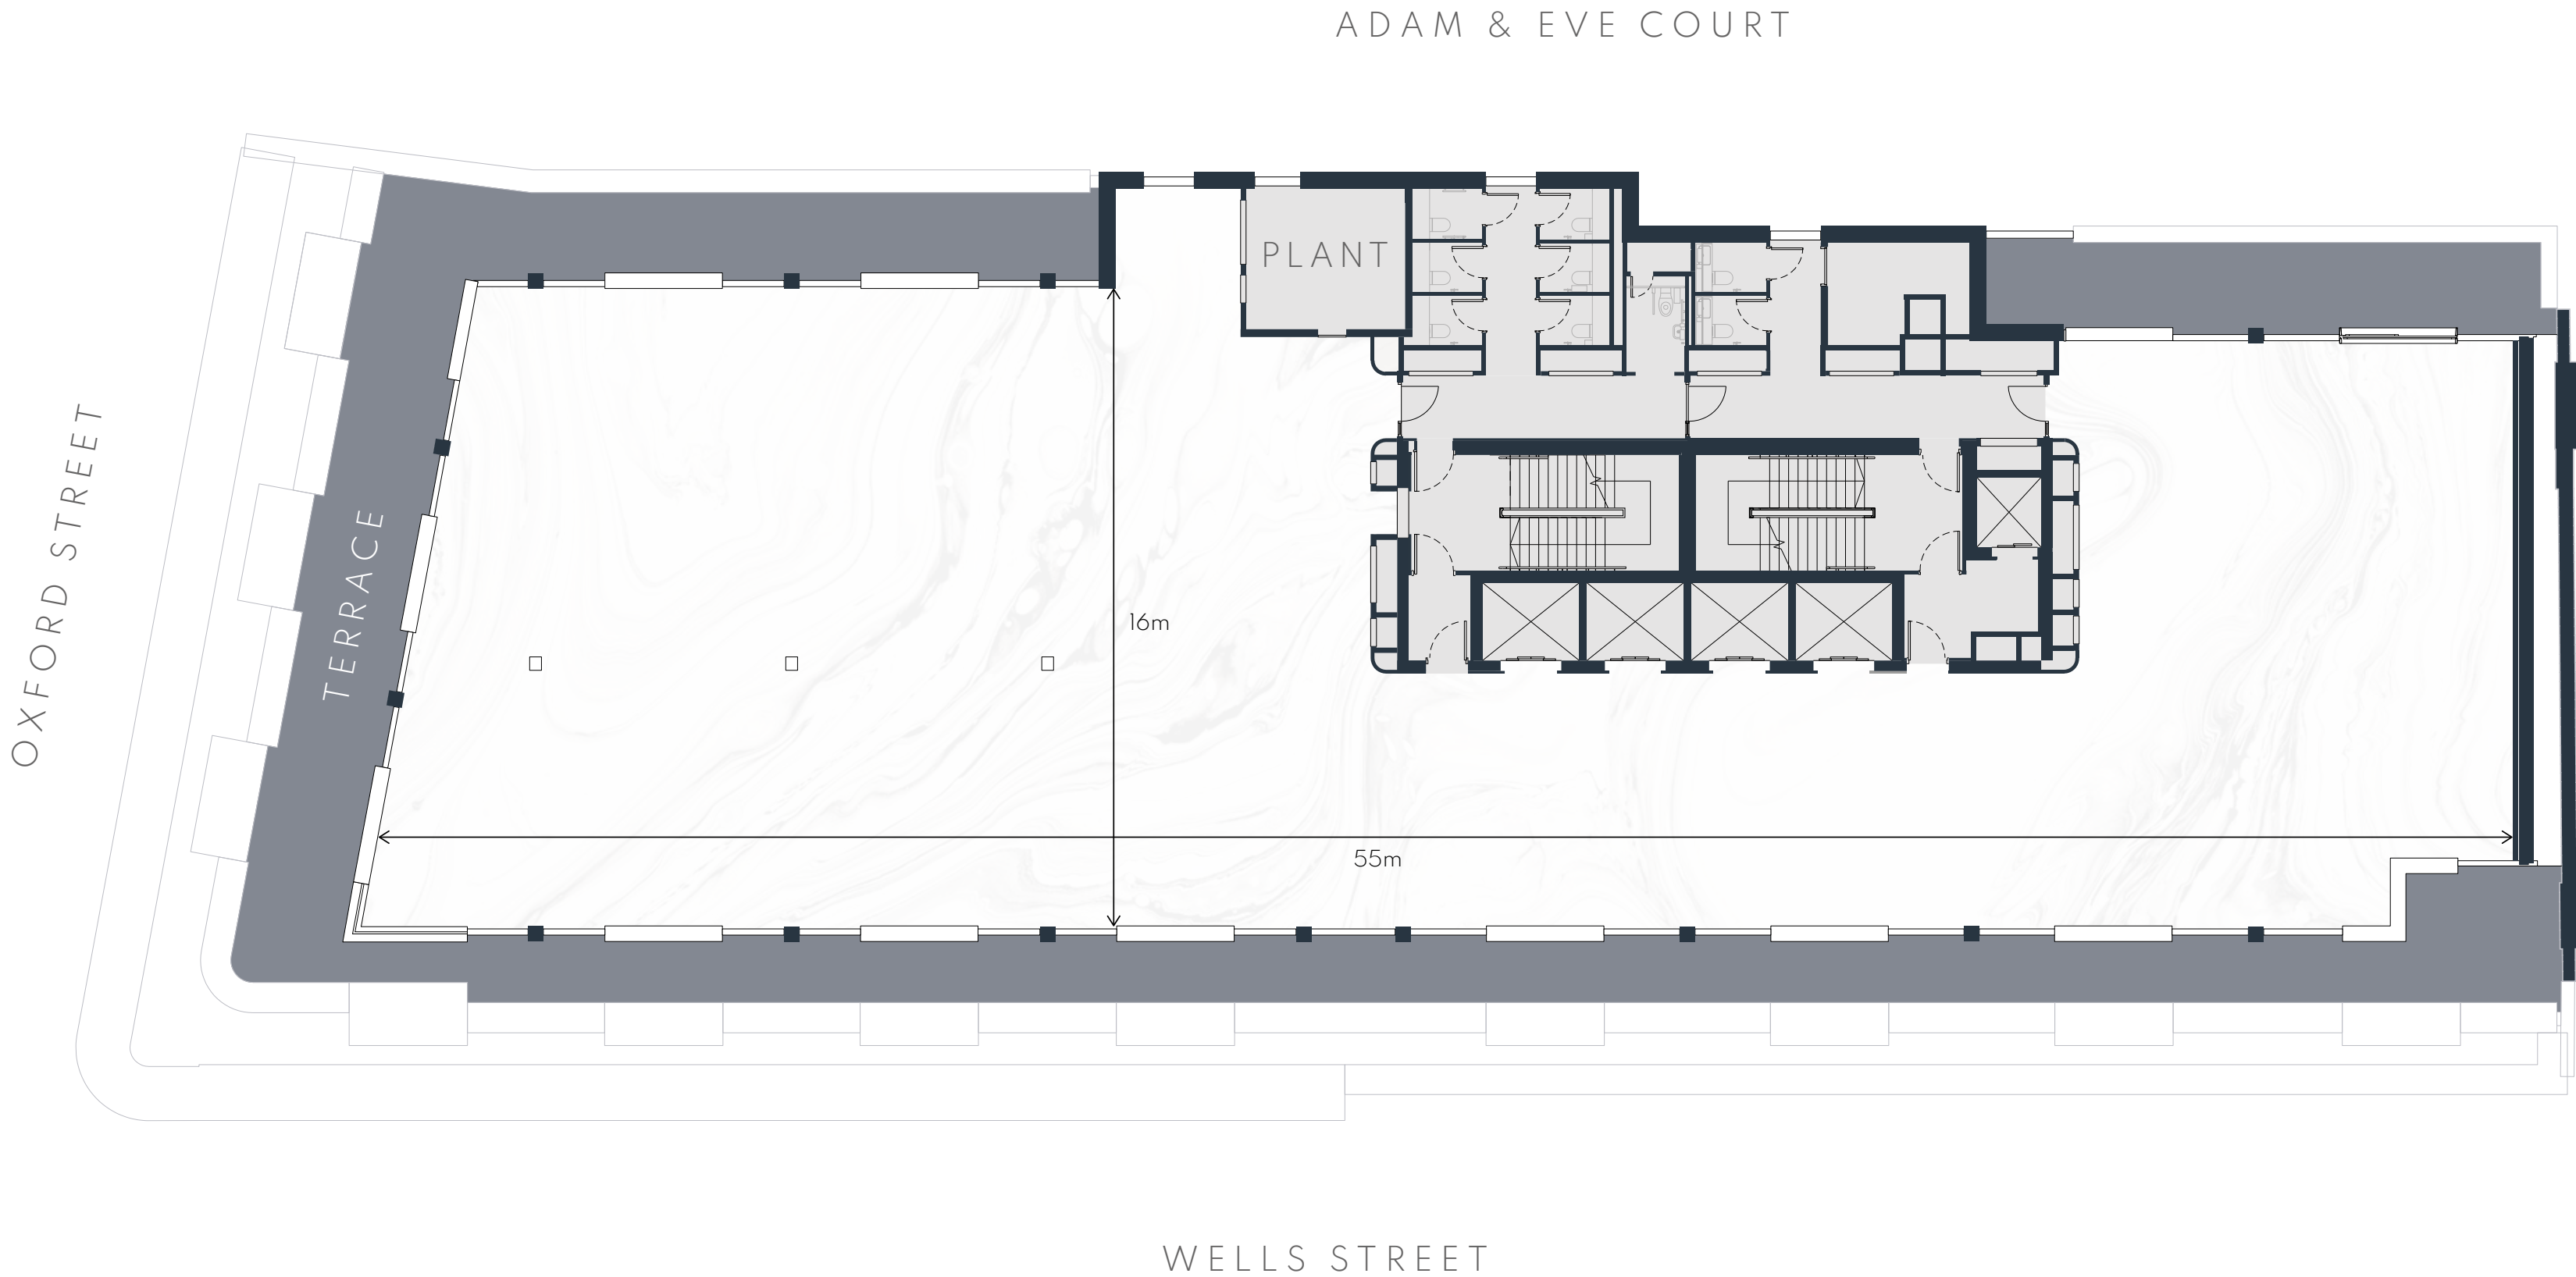 ADAM & EVE COURT
PLANT
OXFORD STREET
TERRACE
16m
55m
WELLS STREET